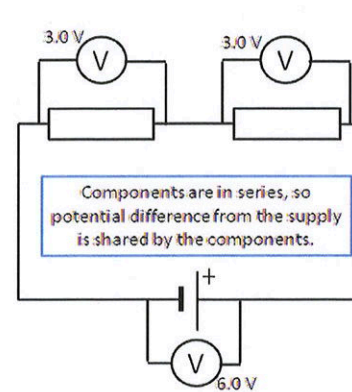 3.0 V
3.0 V
V
V
Components are in series, so
potential difference from the supply
is shared by the components.
+
V
6.0 V